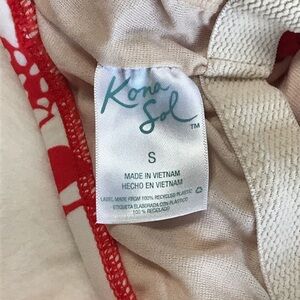 Kona
Sol
TM
S
MADE IN VIETNAM
HECHO EN VIETNAM
LABEL MADE FROM 100% RECYCLED PLASTIC
ETIQUETA ELABORADA CON PLÁSTICO
100 % RECICLADO